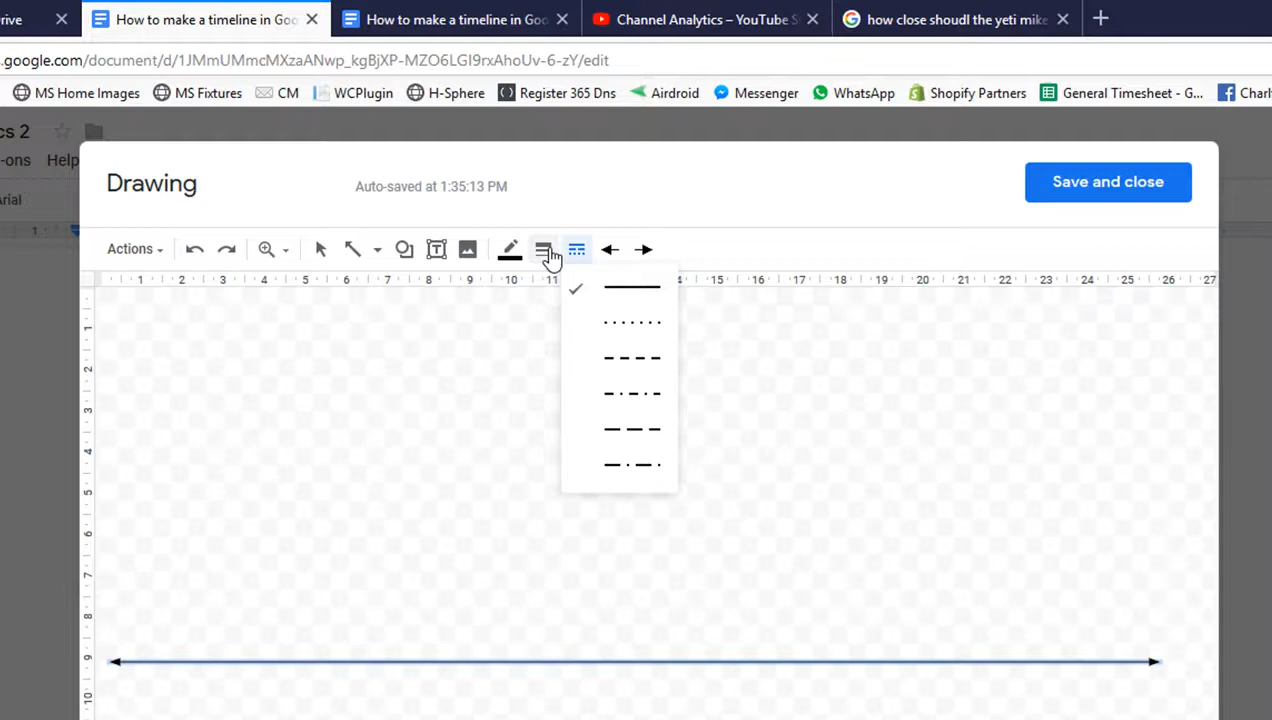 rive
How to make a timeline in Goo
How to make a timeline in Goo
Channel Analytics – YouTube S
how close shoudl the yeti mike
.google.com/document/d/1JMmUMmcMXzaANwp_kgBjXP-MZO6LGI9rxAhoUv-6-zY/edit
MS Home Images MS Fixtures CM WCPlugin H-Sphere Register 365 Dns Airdroid Messenger WhatsApp Shopify Partners General Timesheet - G... Charl
cs 2
-ons Help
Arial
1
Drawing
Auto-saved at 1:35:13 PM
Save and close
Actions
1 2 3 4 5 6 7 8 9 10 11 14 15 16 17 18 19 20 21 22 23 24 25 26 27
1
2
3
4
5
6
7
8
9
10